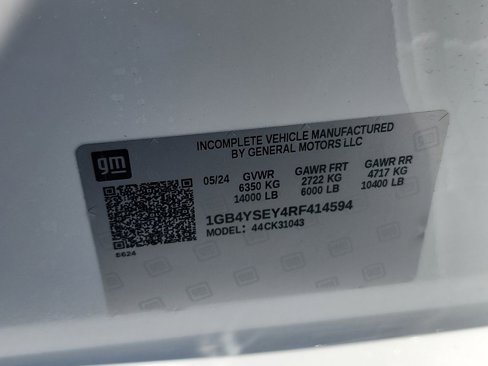 gm
INCOMPLETE VEHICLE MANUFACTURED
BY GENERAL MOTORS LLC
05/24 GVWR GAWR FRT GAWR RR
6350 KG 2722 KG 4717 KG
14000 LB 6000 LB 10400 LB
1GB4YSEY4RF414594
MODEL: 44CK31043